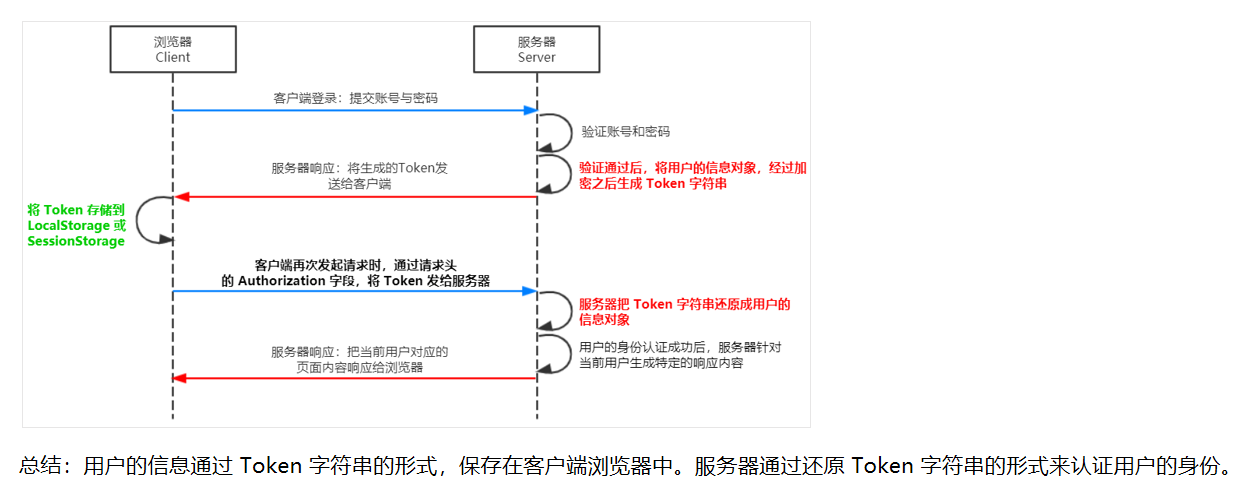 浏览器
Client
服务器
Server
客户端登录：提交账号与密码
验证账号和密码
验证通过后，将用户的信息对象，经过加
密之后生成 Token 字符串
服务器响应：将生成的Token发
送给客户端
将 Token 存储到
LocalStorage 或
SessionStorage
客户端再次发起请求时，通过请求头
的 Authorization 字段，将 Token 发给服务器
服务器把 Token 字符串还原成用户的
信息对象
用户的身份认证成功后，服务器针对
当前用户生成特定的响应内容
服务器响应：把当前用户对应的
页面内容响应给浏览器
总结：用户的信息通过 Token 字符串的形式，保存在客户端浏览器中。服务器通过还原 Token 字符串的形式来认证用户的身份。